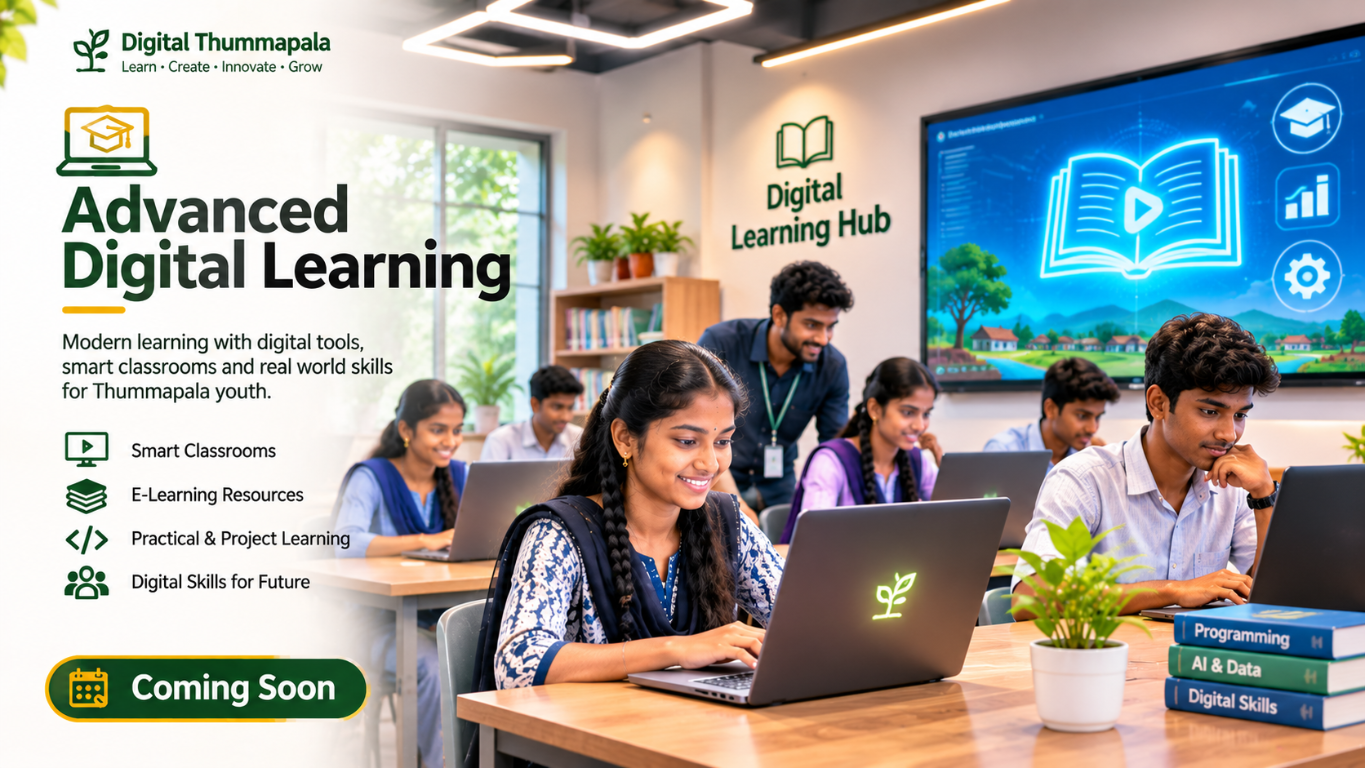 Digital Thummapala
Learn • Create • Innovate • Grow
Advanced
Digital Learning
Modern learning with digital tools,
smart classrooms and real world skills
for Thummapala youth.
Smart Classrooms
E-Learning Resources
Practical & Project Learning
Digital Skills for Future
Coming Soon
Digital
Learning Hub
Programming
AI & Data
Digital Skills